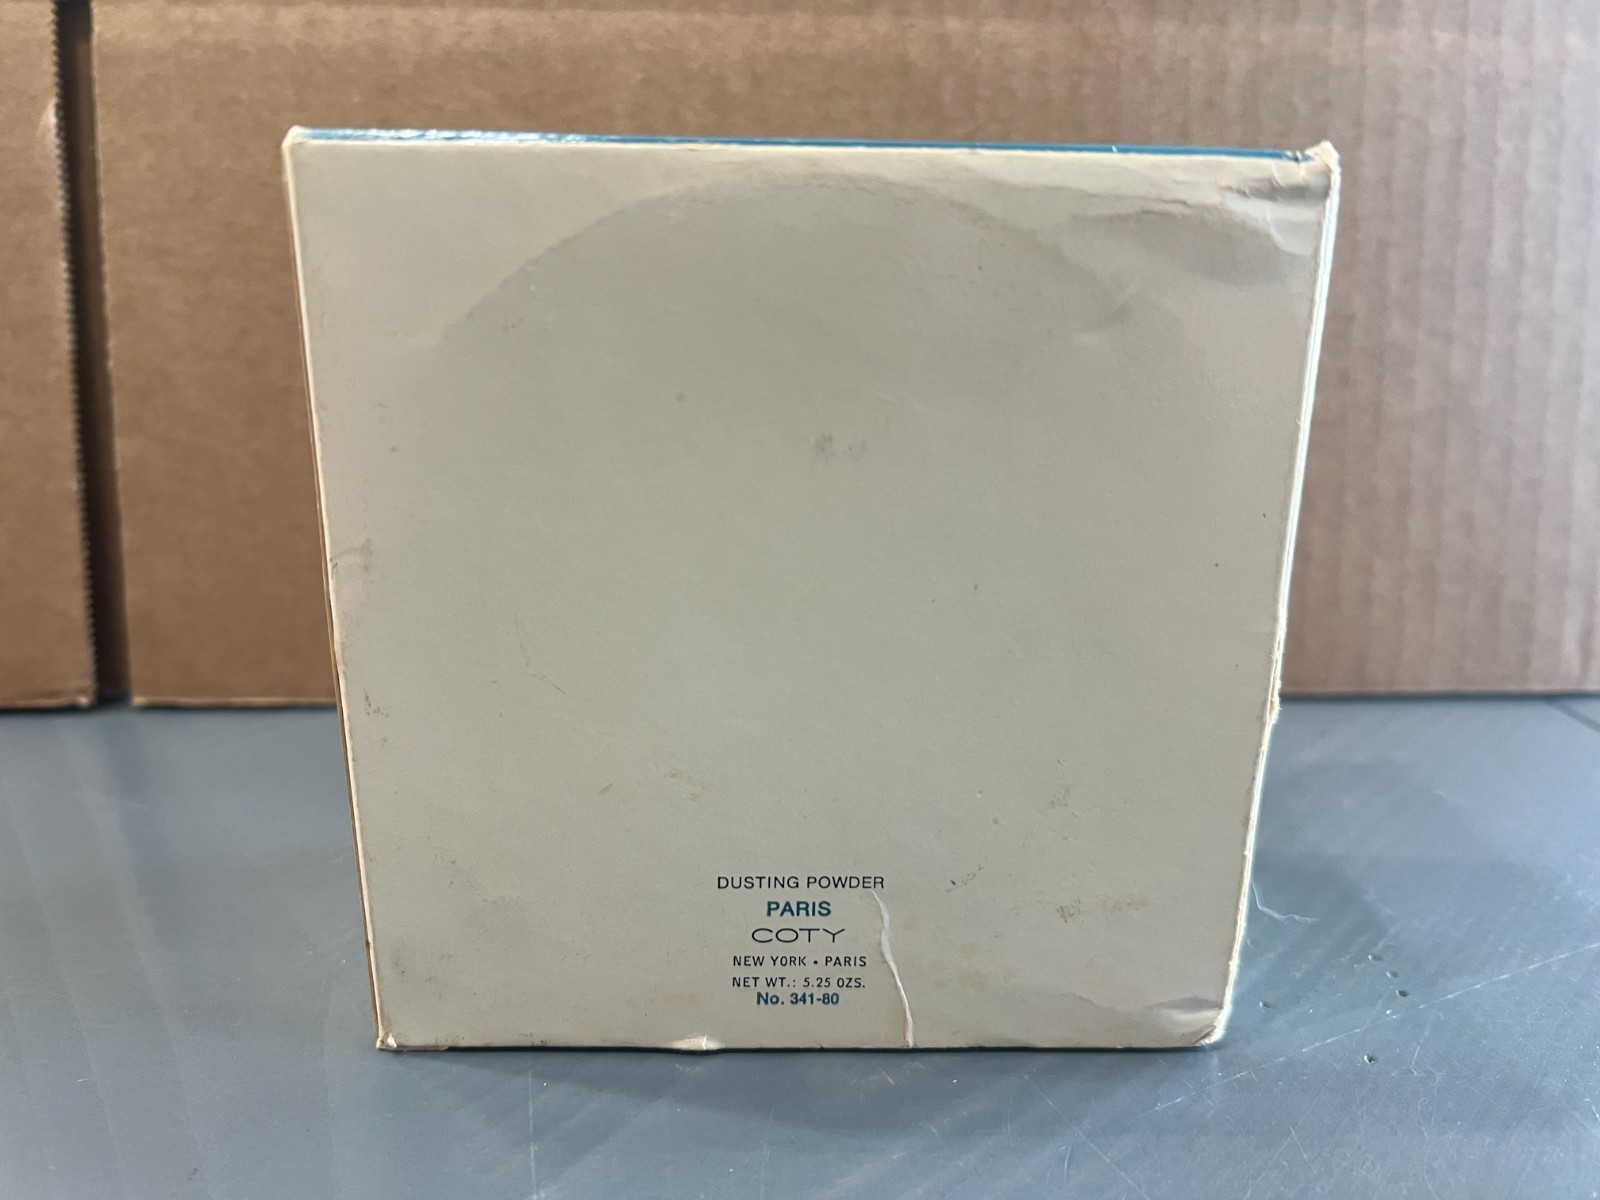 DUSTING POWDER
PARIS
COTY
NEW YORK • PARIS
NET WT.: 5.25 OZS.
No. 341-80